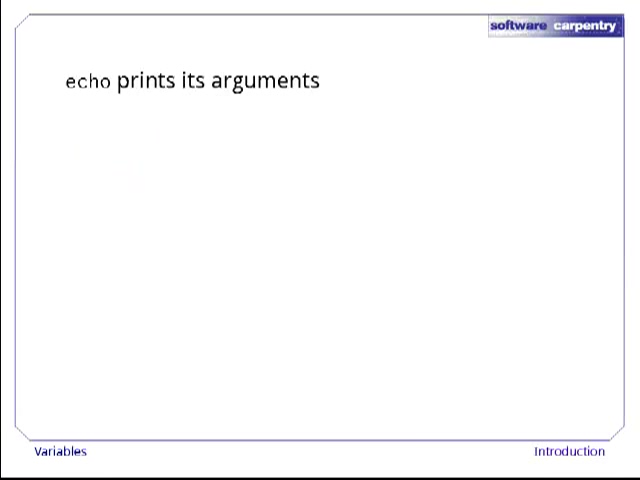 software carpentry
echo prints its arguments
Variables
Introduction